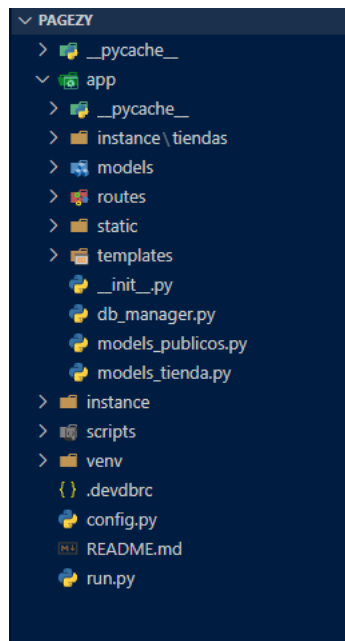 PAGEZY
__pycache__
app
__pycache__
instance\tiendas
models
routes
static
templates
__init__.py
db_manager.py
models_publicos.py
models_tienda.py
instance
scripts
venv
{} .devdbrc
config.py
README.md
run.py